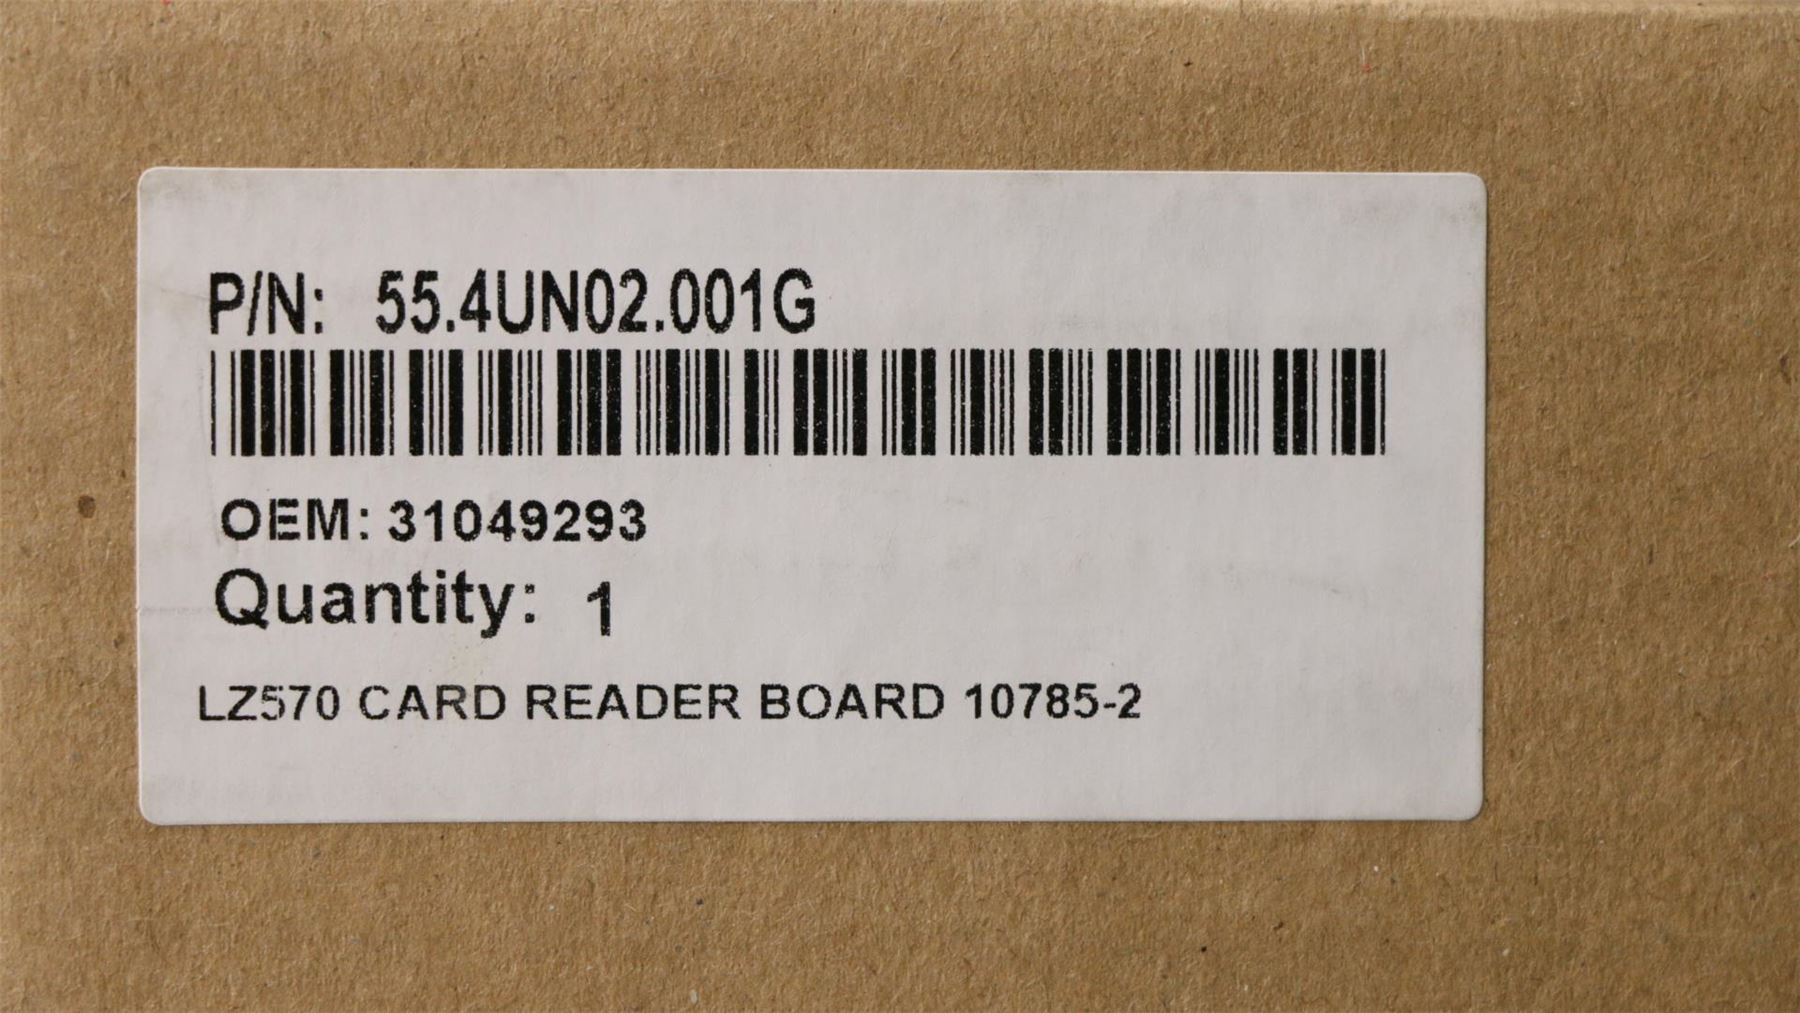 P/N: 55.4UN02.001G
OEM: 31049293
Quantity: 1
LZ570 CARD READER BOARD 10785-2